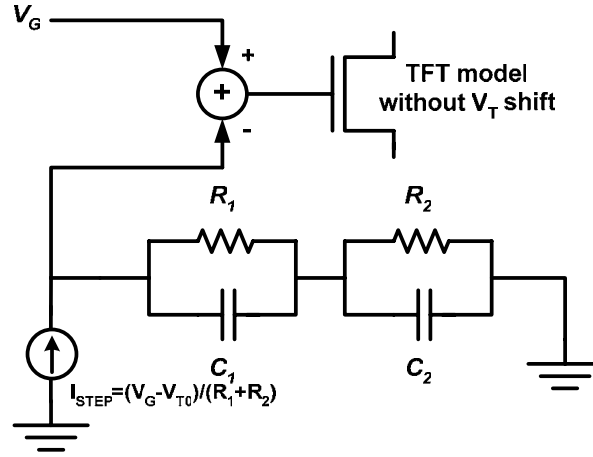 V_G
+
+
-
TFT model
without V_T shift
R_1
R_2
C_1
C_2
I_STEP=(V_G-V_T0)/(R_1+R_2)